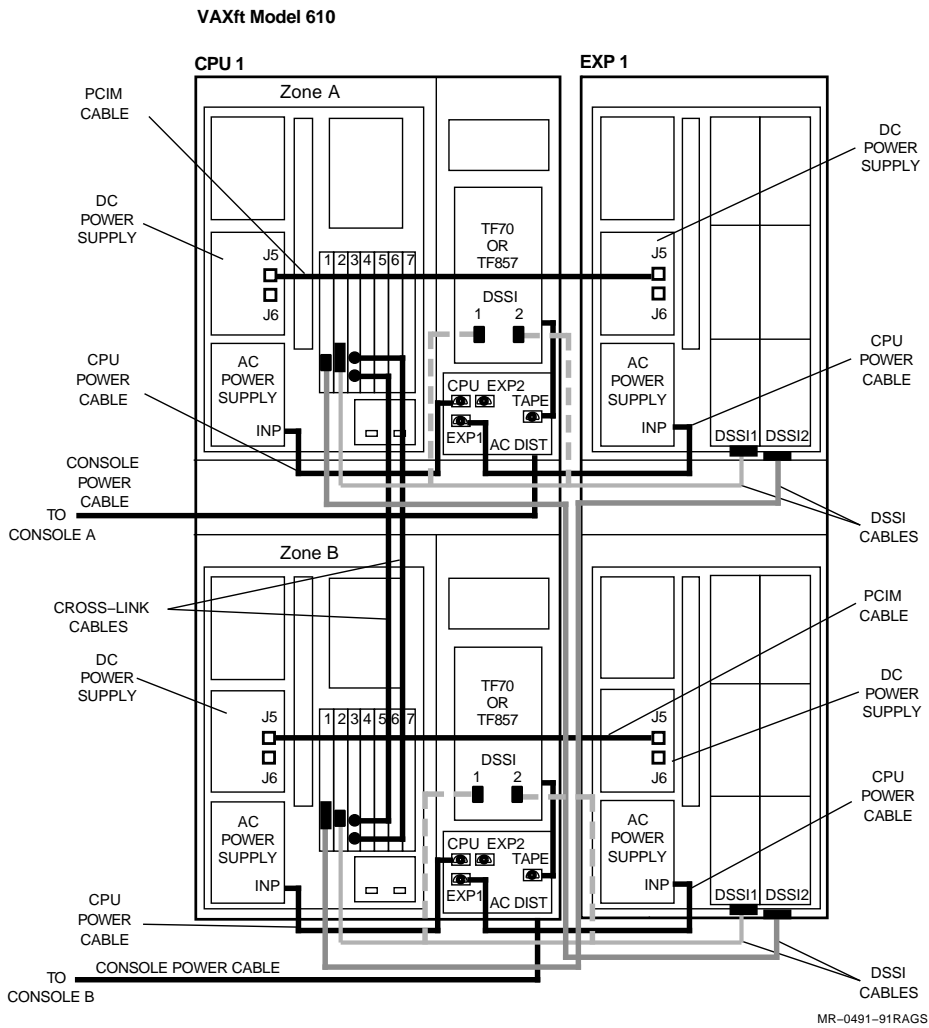 VAXft Model 610
CPU 1
EXP 1
Zone A
PCIM
CABLE
DC
POWER
SUPPLY
DC
POWER
SUPPLY
TF70
OR
TF857
J5
1 2 3 4 5 6 7
J5
J6
DSSI
1 2
J6
CPU
POWER
CABLE
AC
POWER
SUPPLY
INP
CPU EXP2
TAPE
EXP1
AC DIST
AC
POWER
SUPPLY
INP
CPU
POWER
CABLE
DSSI1 DSSI2
CONSOLE
POWER
CABLE
TO
CONSOLE A
DSSI
CABLES
Zone B
CROSS–LINK
CABLES
PCIM
CABLE
DC
POWER
SUPPLY
TF70
OR
TF857
DC
POWER
SUPPLY
J5
1 2 3 4 5 6 7
J5
J6
DSSI
1 2
J6
CPU
POWER
CABLE
AC
POWER
SUPPLY
INP
CPU EXP2
TAPE
EXP1
AC DIST
AC
POWER
SUPPLY
INP
DSSI1 DSSI2
CPU
POWER
CABLE
CONSOLE POWER CABLE
TO
CONSOLE B
DSSI
CABLES
MR–0491–91RAGS